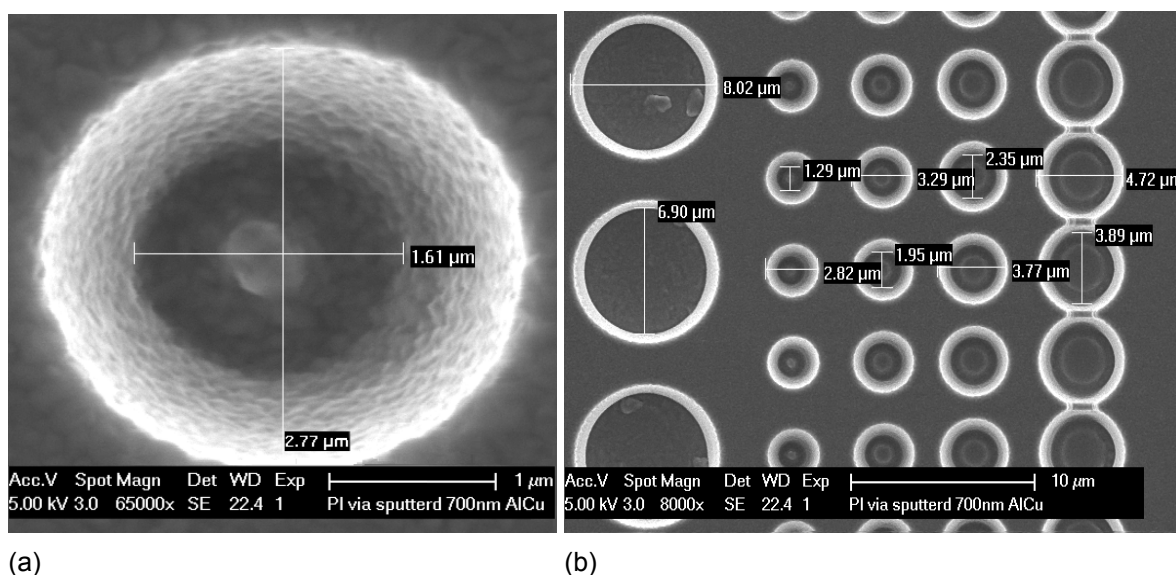 1.61 µm
2.77 µm
Acc.V Spot Magn Det WD Exp 1 µm
5.00 kV 3.0 65000x SE 22.4 1 PI via sputterd 700nm AlCu
(a)
8.02 µm
1.29 µm
3.29 µm
2.35 µm
4.72 µm
6.90 µm
2.82 µm
1.95 µm
3.77 µm
3.89 µm
Acc.V Spot Magn Det WD Exp 10 µm
5.00 kV 3.0 8000x SE 22.4 1 PI via sputterd 700nm AlCu
(b)